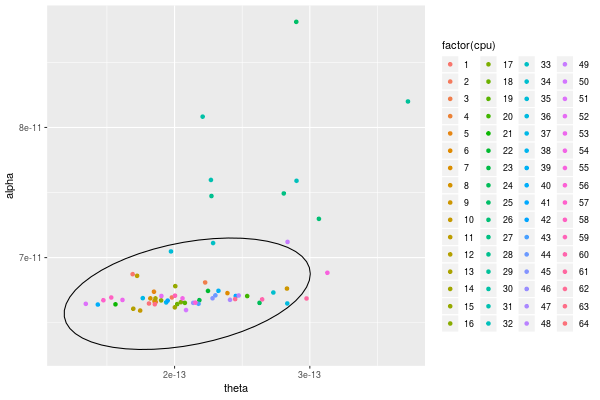 factor(cpu)
1 17 33 49
2 18 34 50
3 19 35 51
4 20 36 52
5 21 37 53
6 22 38 54
7 23 39 55
8 24 40 56
9 25 41 57
10 26 42 58
11 27 43 59
12 28 44 60
13 29 45 61
14 30 46 62
15 31 47 63
16 32 48 64
alpha
8e-11
7e-11
2e-13 3e-13
theta